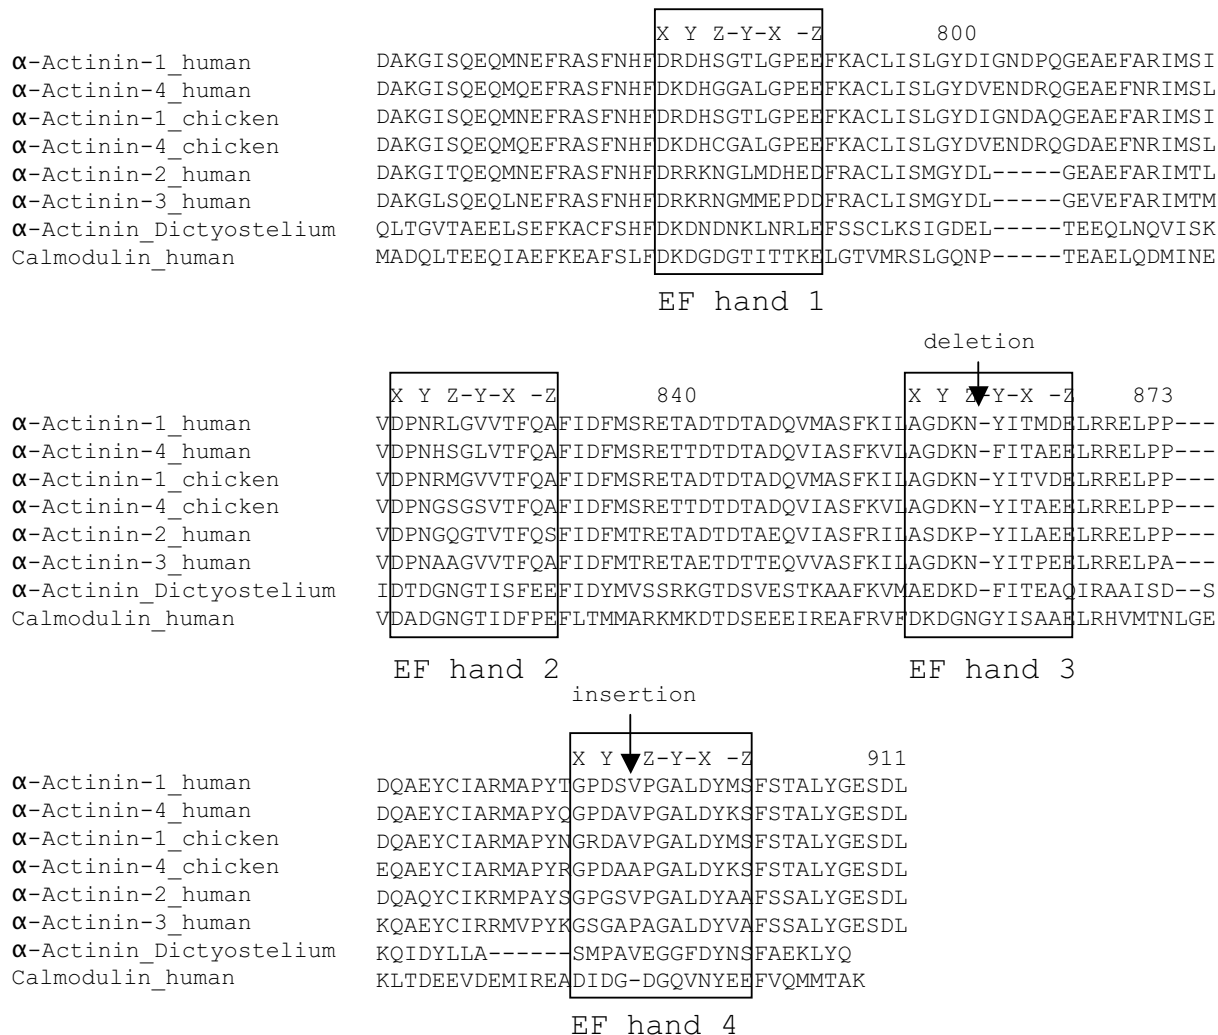 X Y Z-Y-X -Z 800
α-Actinin-1_human DAKGISQEQMNEFRASFNHFDRDHSGTLGPEEFKACLISLGYDIGNDPQGEAEFARIMSI
α-Actinin-4_human DAKGISQEQMQEFRASFNHFDKDHGGALGPEEFKACLISLGYDVENDRQGEAEFNRIMSL
α-Actinin-1_chicken DAKGISQEQMNEFRASFNHFDRDHSGTLGPEEFKACLISLGYDIGNDAQGEAEFARIMSI
α-Actinin-4_chicken DAKGISQEQMQEFRASFNHFDKDHCGALGPEEFKACLISLGYDVENDRQGDAEFNRIMSL
α-Actinin-2_human DAKGITQEQMNEFRASFNHFDRRKNGLMDHEDFRACLISMGYDL-----GEAEFARIMTL
α-Actinin-3_human DAKGLSQEQLNEFRASFNHFDRKRNGMMEPDDFRACLISMGYDL-----GEVEFARIMTM
α-Actinin_Dictyostelium QLTGVTAEELSEFKACFSHFDKDNDNKLNRLEFSSCLKSIGDEL-----TEEQLNQVISK
Calmodulin_human MADQLTEEQIAEFKEAFSLFDKDGDGTITTKELGTVMRSLGQNP-----TEAELQDMINE
EF hand 1
deletion
X Y Z-Y-X -Z 840 X Y Z-Y-X -Z 873
α-Actinin-1_human VDPNRLGVVTFQAFIDFMSRETADTDTADQVMASFKILAGDKN-YITMDELRRELPP---
α-Actinin-4_human VDPNHSGLVTFQAFIDFMSRETTDTDTADQVIASFKVLAGDKN-FITAEELRRELPP---
α-Actinin-1_chicken VDPNRMGVVTFQAFIDFMSRETADTDTADQVMASFKILAGDKN-YITVDELRRELPP---
α-Actinin-4_chicken VDPNGSGSVTFQAFIDFMSRETTDTDTADQVIASFKVLAGDKN-YITAEELRRELPP---
α-Actinin-2_human VDPNGQGTVTFQSFIDFMTRETADTDTAEQVIASFRILASDKP-YILAEELRRELPP---
α-Actinin-3_human VDPNAAGVVTFQAFIDFMTRETAETDTTEQVVASFKILAGDKN-YITPEELRRELPA---
α-Actinin_Dictyostelium IDTDGNGTISFEEFIDYMVSSRKGTDSVESTKAAFKVMAEDKD-FITEAQIRAAISD--S
Calmodulin_human VDADGNGTIDFPEFLTMMARKMKDTDSEEEIREAFRVFDKDGNGYISAAELRHVMTNLGE
EF hand 2 EF hand 3
insertion
X Y Z-Y-X -Z 911
α-Actinin-1_human DQAEYCIARMAPYTGPDSVPGALDYMSFSTALYGESDL
α-Actinin-4_human DQAEYCIARMAPYQGPDAVPGALDYKSFSTALYGESDL
α-Actinin-1_chicken DQAEYCIARMAPYNGRDAVPGALDYMSFSTALYGESDL
α-Actinin-4_chicken EQAEYCIARMAPYRGPDAAPGALDYKSFSTALYGESDL
α-Actinin-2_human DQAQYCIKRMPAYSGPGSVPGALDYAAFSSALYGESDL
α-Actinin-3_human KQAEYCIRRMVPYKGSGAPAGALDYVAFSSALYGESDL
α-Actinin_Dictyostelium KQIDYLLA------SMPAVEGGFDYNSFAEKLYQ
Calmodulin_human KLTDEEVDEMIREADIDG-DGQVNYEEFVQMMTAK
EF hand 4